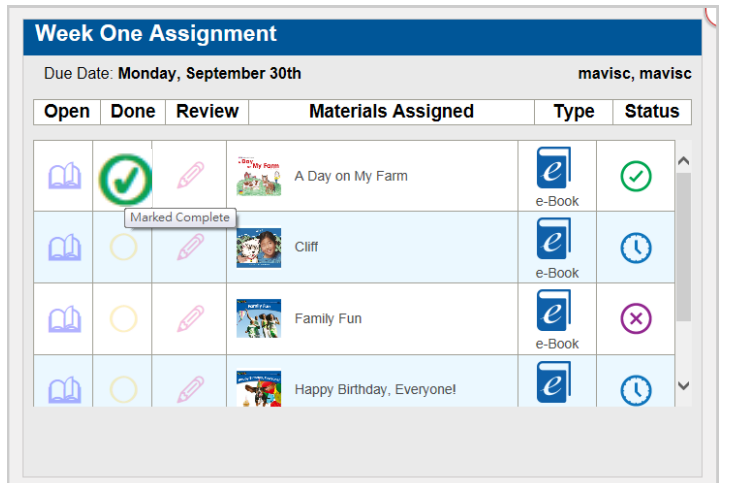 Week One Assignment
Due Date: Monday, September 30th mavisc, mavisc
Open Done Review Materials Assigned Type Status
A Day on My Farm
e-Book
Marked Complete
Cliff
e-Book
Family Fun
e-Book
Happy Birthday, Everyone!